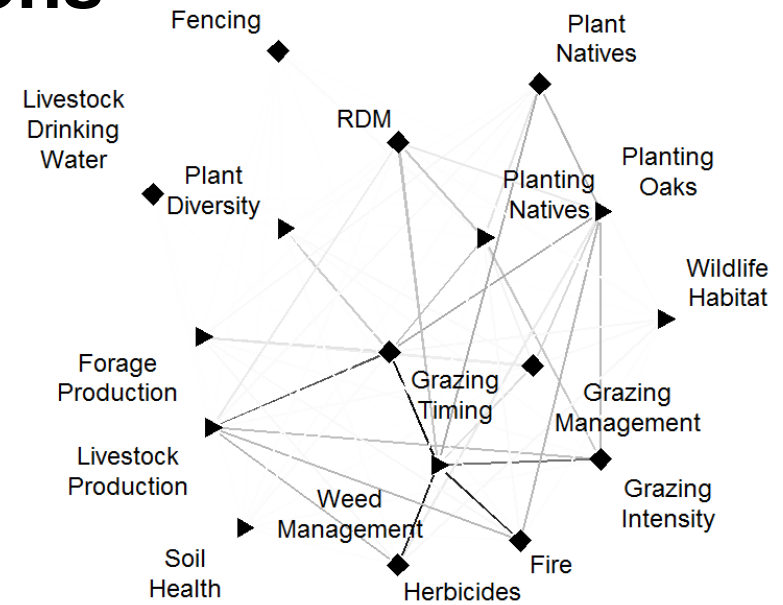 Fencing
Plant
Natives
Livestock
Drinking
Water
RDM
Plant
Diversity
Planting
Natives
Planting
Oaks
Wildlife
Habitat
Forage
Production
Grazing
Timing
Grazing
Management
Livestock
Production
Weed
Management
Grazing
Intensity
Soil
Health
Fire
Herbicides